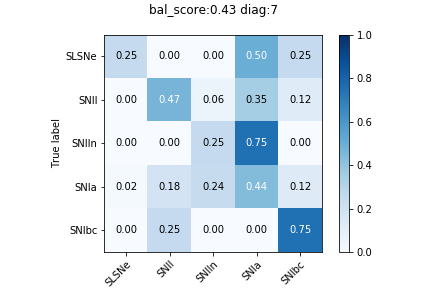 bal_score:0.43 diag:7
SLSNe 0.25 0.00 0.00 0.50 0.25
SNII 0.00 0.47 0.06 0.35 0.12
SNIIn 0.00 0.00 0.25 0.75 0.00
SNIa 0.02 0.18 0.24 0.44 0.12
SNIbc 0.00 0.25 0.00 0.00 0.75
SLSNe SNII SNIIn SNIa SNIbc
True label
1.0
0.8
0.6
0.4
0.2
0.0